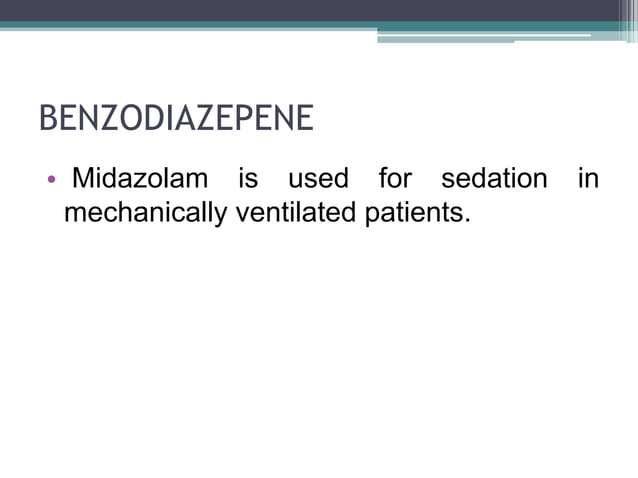 BENZODIAZEPENE
• Midazolam is used for sedation in
mechanically ventilated patients.